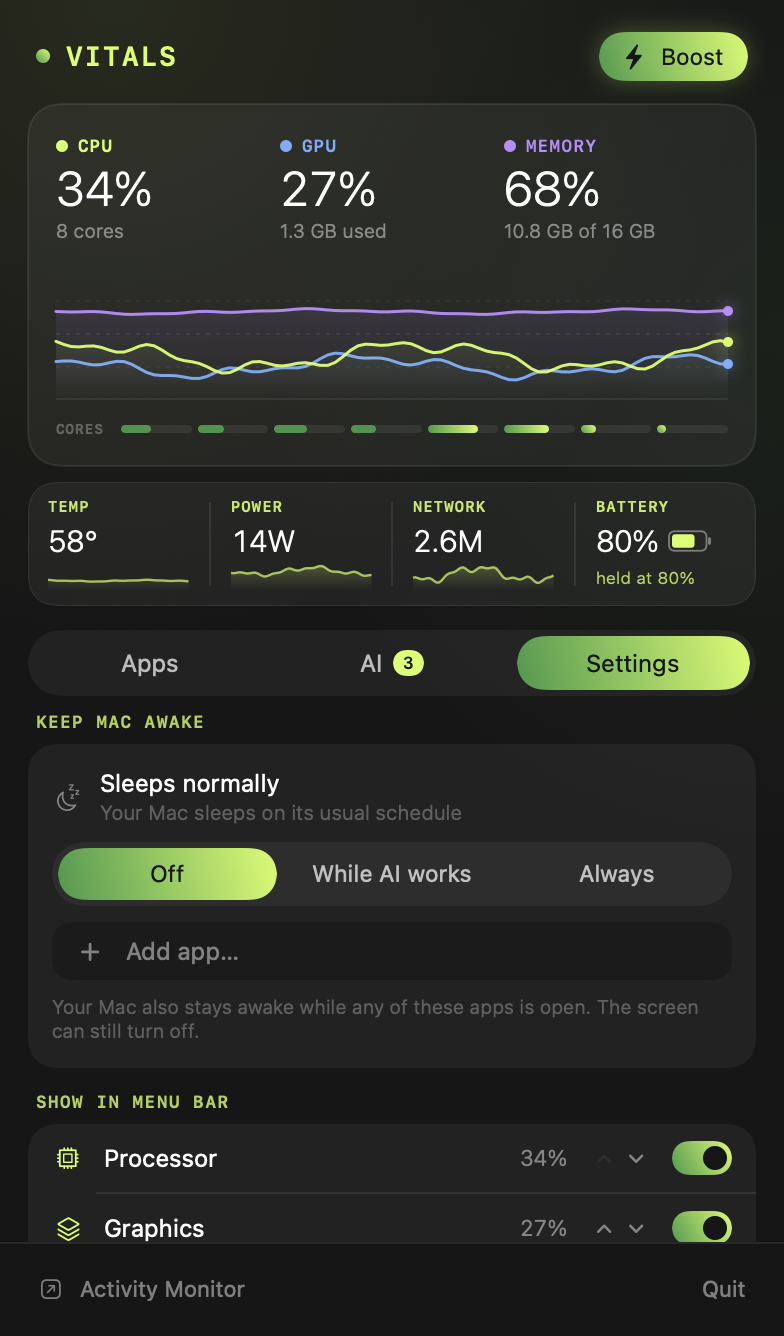 VITALS
Boost
CPU GPU MEMORY
34% 27% 68%
8 cores 1.3 GB used 10.8 GB of 16 GB
CORES
TEMP POWER NETWORK BATTERY
58° 14W 2.6M 80%
held at 80%
Apps AI 3 Settings
KEEP MAC AWAKE
Sleeps normally
Your Mac sleeps on its usual schedule
Off While AI works Always
Add app...
Your Mac also stays awake while any of these apps is open. The screen
can still turn off.
SHOW IN MENU BAR
Processor 34%
Graphics 27%
Activity Monitor Quit